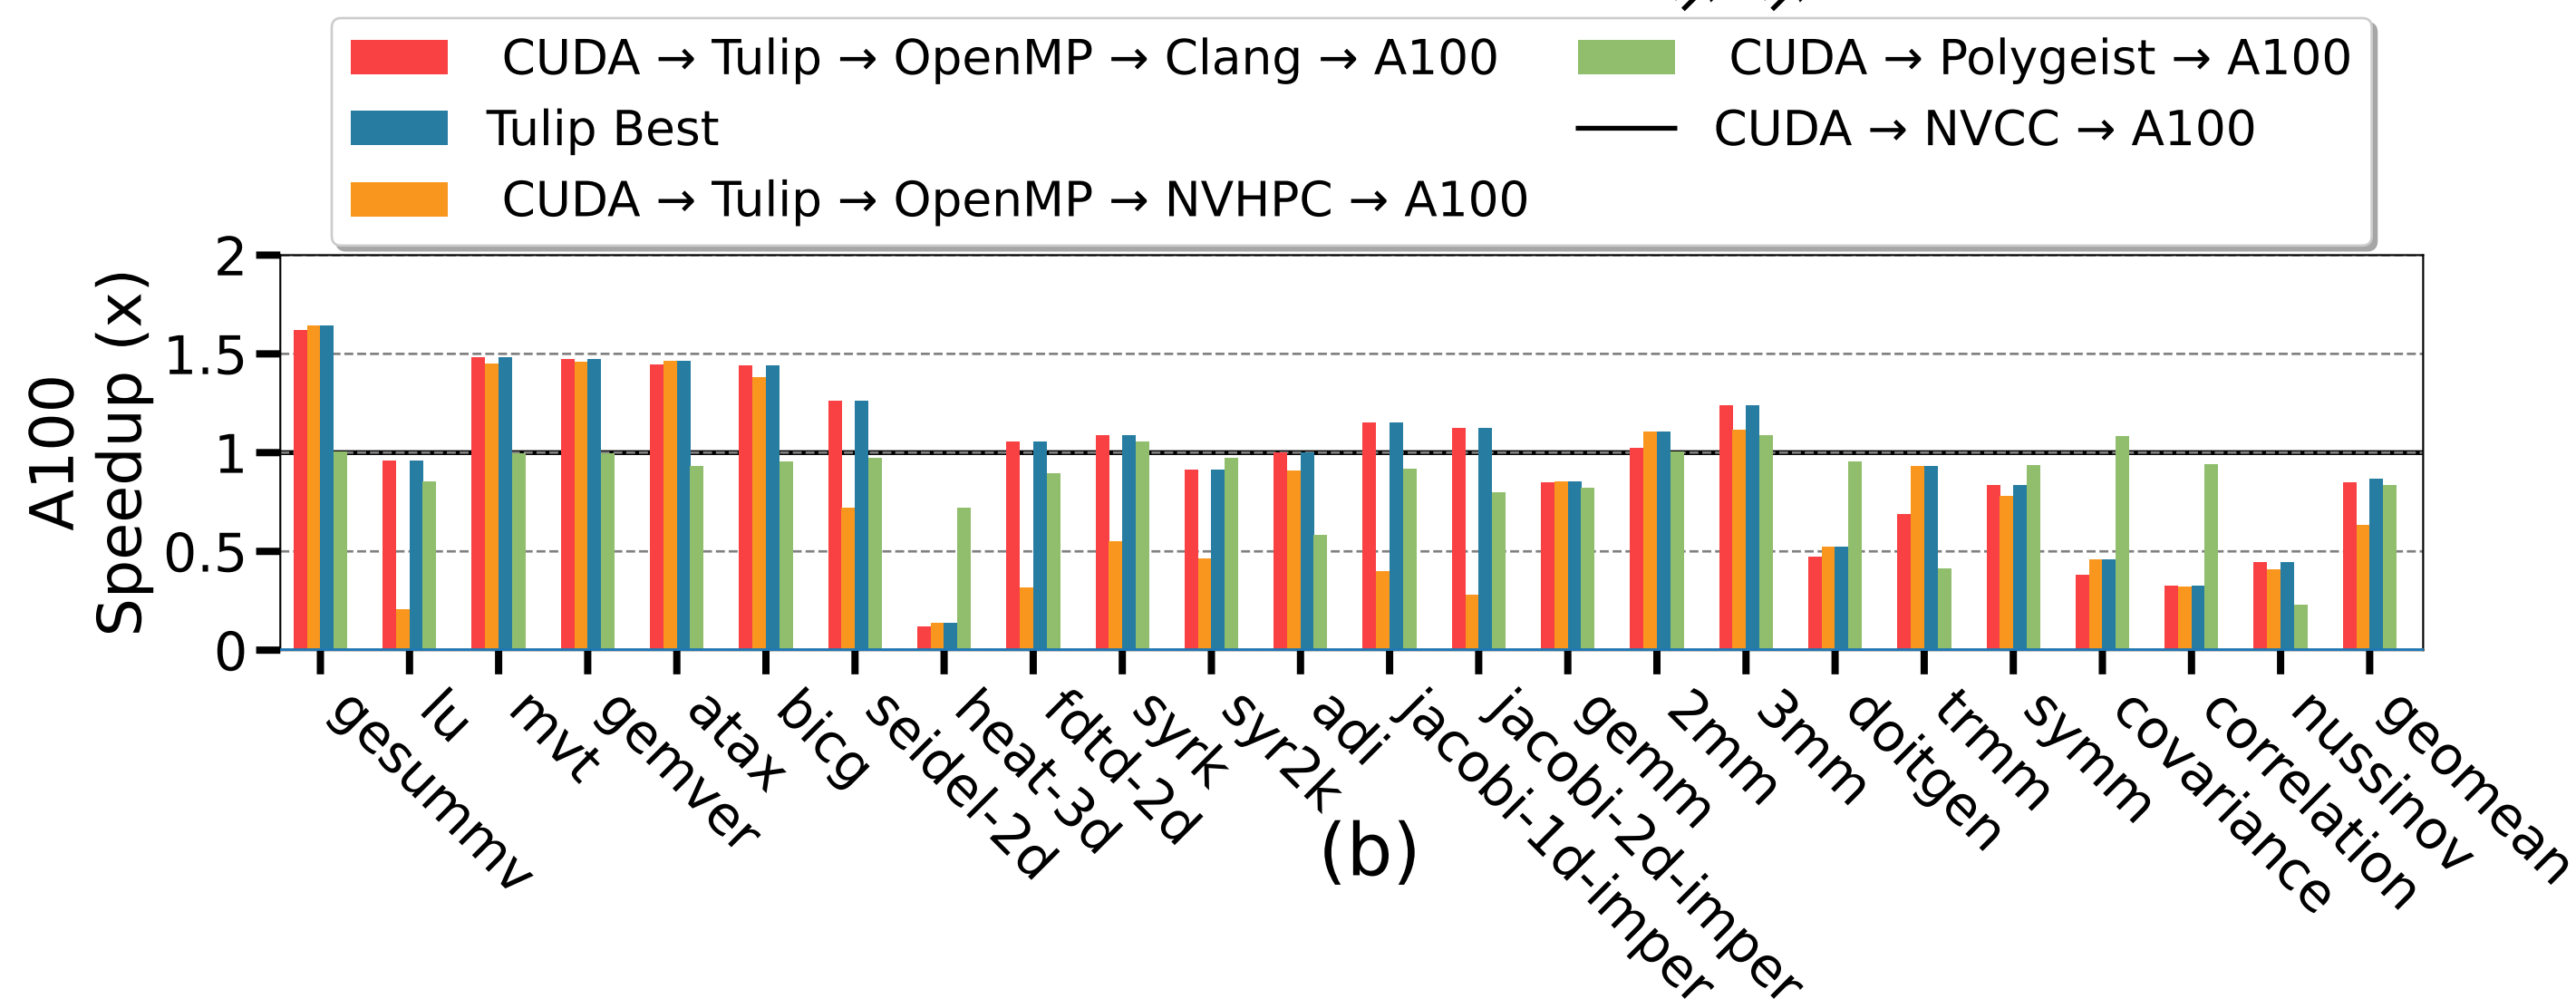 CUDA → Tulip → OpenMP → Clang → A100
Tulip Best
CUDA → Tulip → OpenMP → NVHPC → A100
CUDA → Polygeist → A100
CUDA → NVCC → A100
A100
Speedup (x)
2
1.5
1
0.5
0
gesummv
lu
mvt
gemver
atax
bicg
seidel-2d
heat-3d
fdtd-2d
syrk
syr2k
adi
jacobi-1d-imper
jacobi-2d-imper
gemm
2mm
3mm
doitgen
trmm
symm
covariance
correlation
nussinov
geomean
(b)